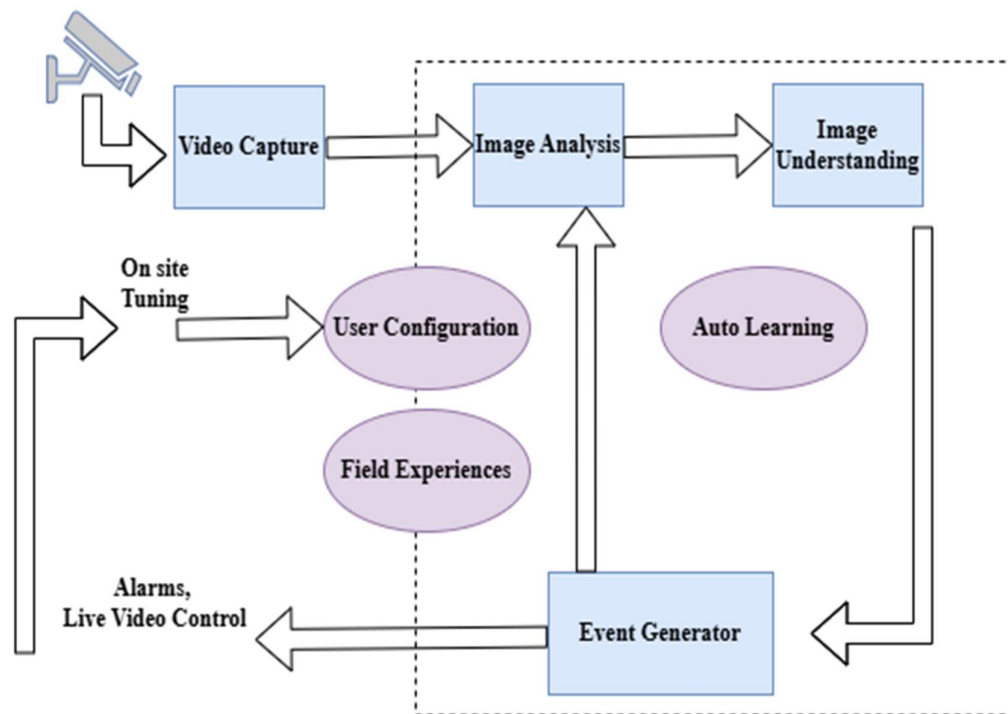 Video Capture
Image Analysis
Image
Understanding
On site
Tuning
User Configuration
Auto Learning
Field Experiences
Alarms,
Live Video Control
Event Generator